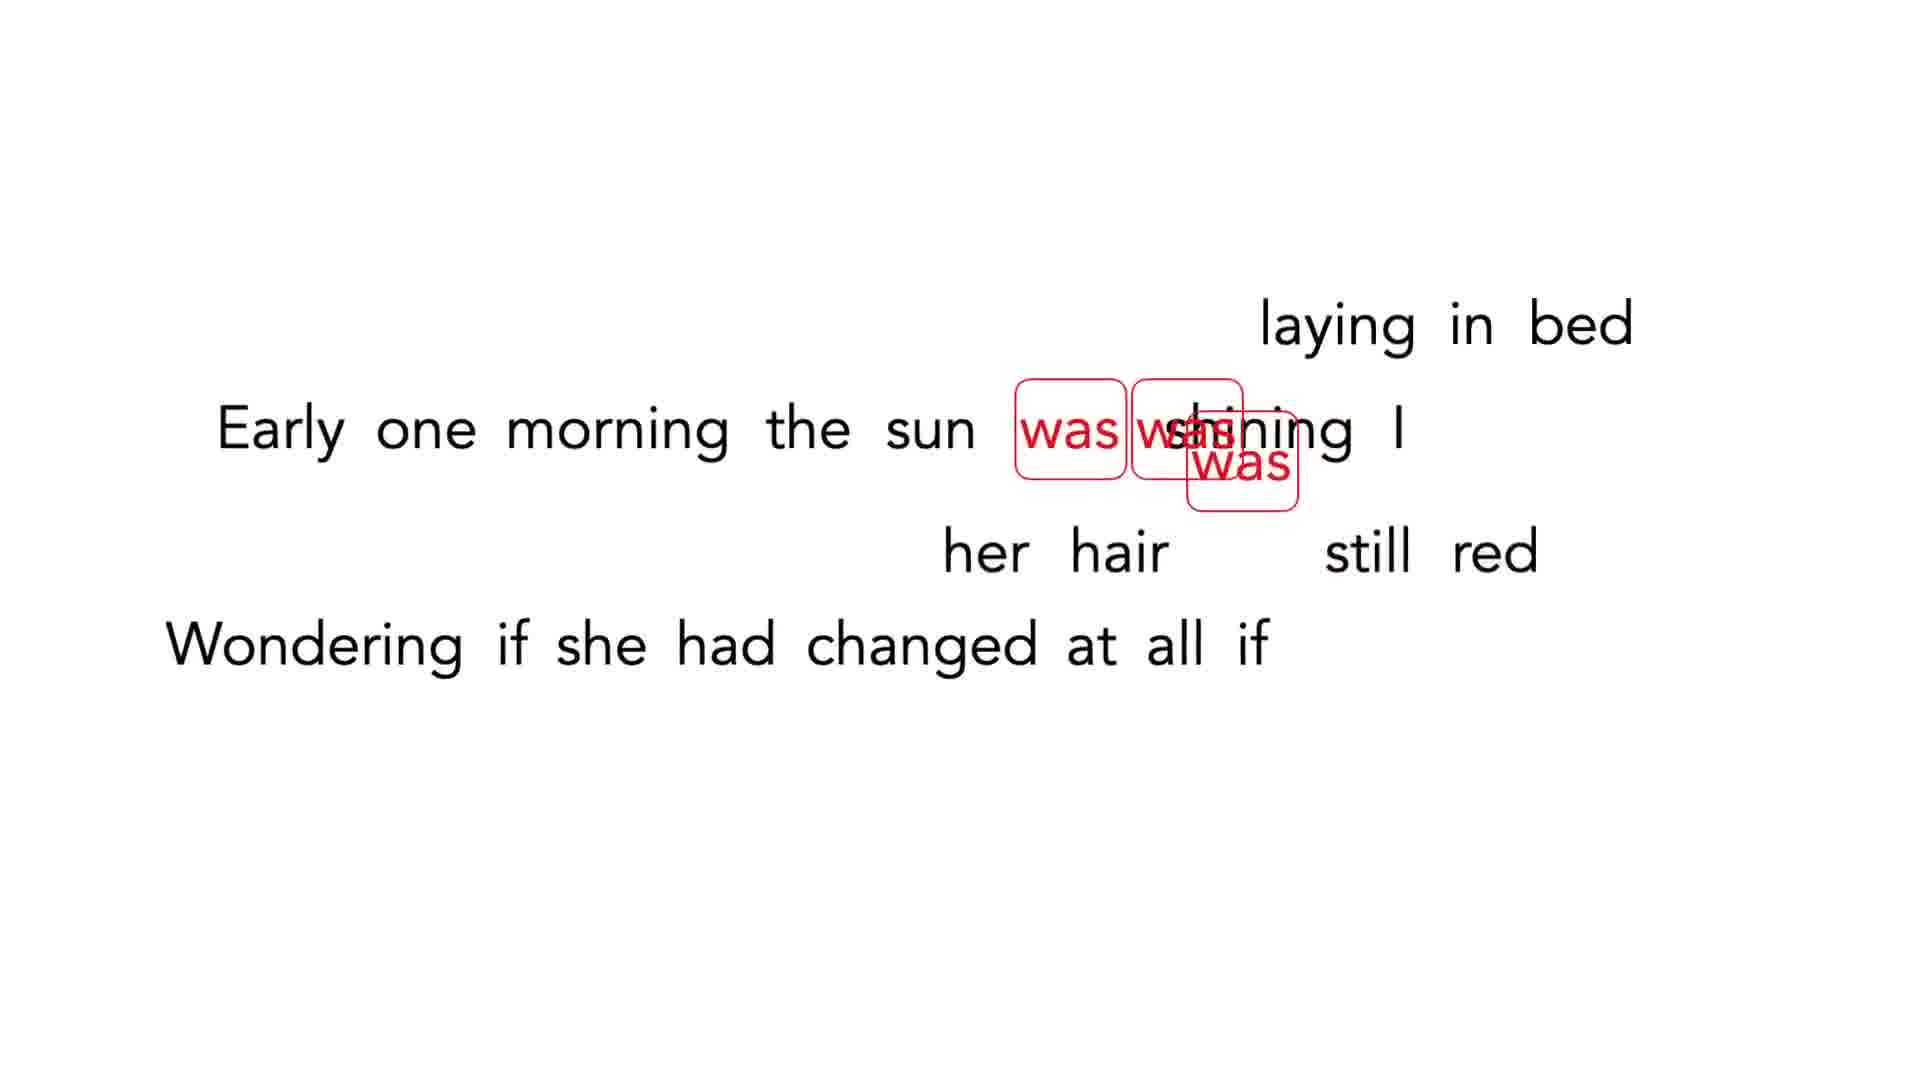 laying in bed
Early one morning the sun was was shining I
was
her hair still red
Wondering if she had changed at all if